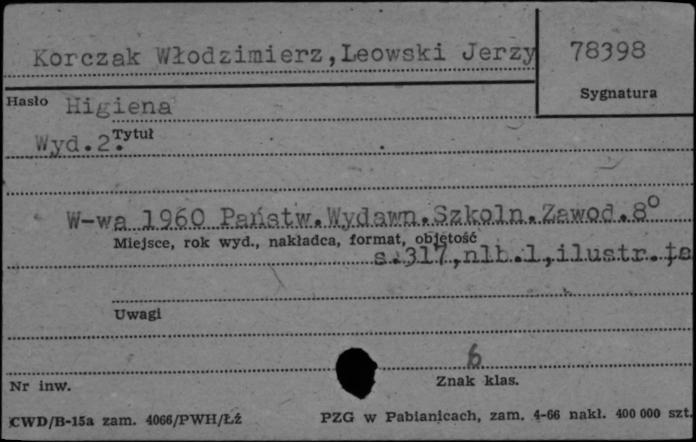 Korczak Włodzimierz,Leowski Jerzy
78398
Sygnatura
Hasło Higiena
Tytuł
Wyd.2.
W-wa 1960 Państw.Wydawn.Szkoln.Zawod.8°
Miejsce, rok wyd., nakładca, format, objętość
s.317,nlb.1,ilustr.
Uwagi
6
Nr inw.
Znak klas.
CWD/B-15a zam. 4066/PWH/Łź
PZG w Pabianicach, zam. 4-66 nakł. 400 000 szt.